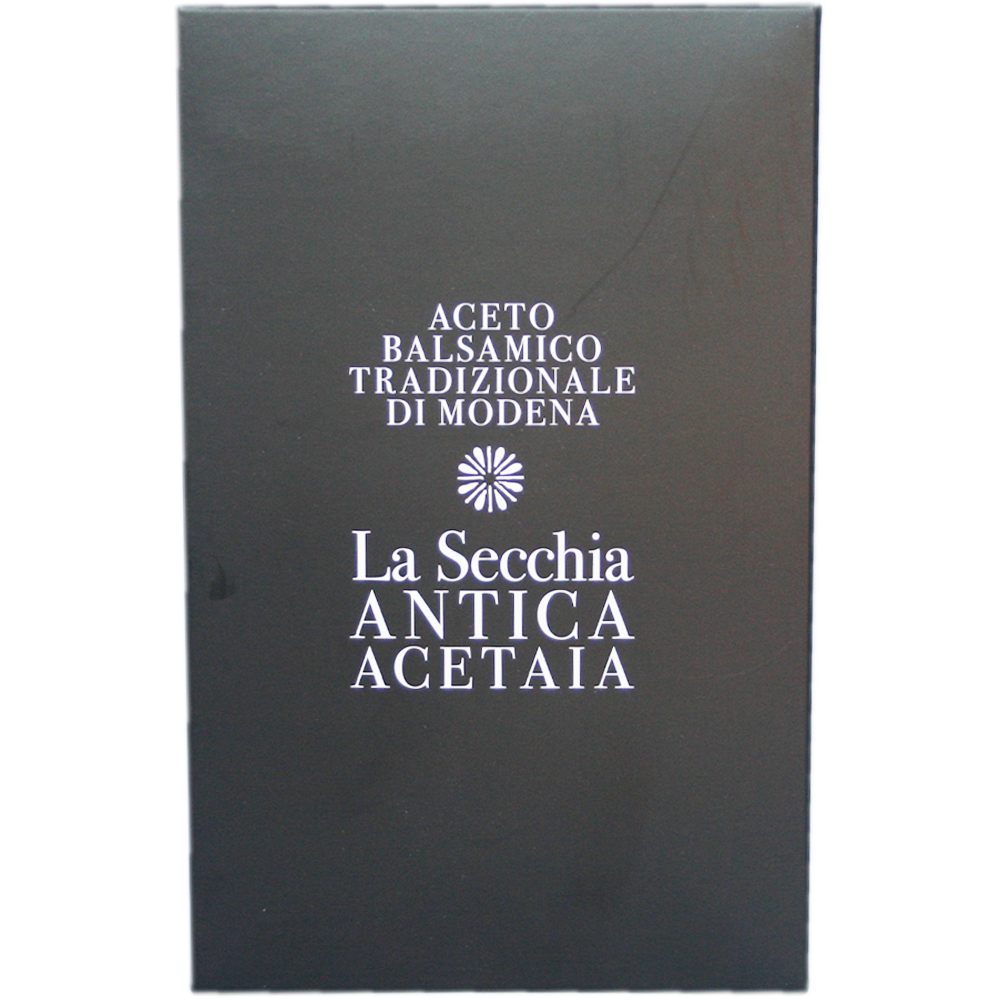 ACETO
BALSAMICO
TRADIZIONALE
DI MODENA
La Secchia
ANTICA
ACETAIA